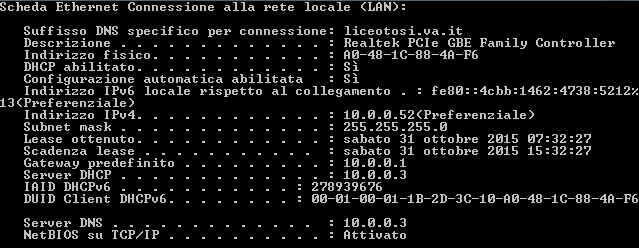 Scheda Ethernet Connessione alla rete locale (LAN):
Suffisso DNS specifico per connessione: liceotosi.va.it
Descrizione . . . . . . . . . . . . . : Realtek PCIe GBE Family Controller
Indirizzo fisico. . . . . . . . . . . : A0-48-1C-88-4A-F6
DHCP abilitato. . . . . . . . . . . . : Sì
Configurazione automatica abilitata   : Sì
Indirizzo IPv6 locale rispetto al collegamento . : fe80::4cbb:1462:4738:5212%
13(Preferenziale)
Indirizzo IPv4. . . . . . . . . . . . : 10.0.0.52(Preferenziale)
Subnet mask . . . . . . . . . . . . . : 255.255.255.0
Lease ottenuto. . . . . . . . . . . . : sabato 31 ottobre 2015 07:32:27
Scadenza lease . . . . . . . . . . .  : sabato 31 ottobre 2015 15:32:27
Gateway predefinito . . . . . . . . . : 10.0.0.1
Server DHCP . . . . . . . . . . . . . : 10.0.0.3
IAID DHCPv6 . . . . . . . . . . . : 278939676
DUID Client DHCPv6. . . . . . . . : 00-01-00-01-1B-2D-3C-10-A0-48-1C-88-4A-F6
Server DNS . . . . . . . . . . . . .  : 10.0.0.3
NetBIOS su TCP/IP . . . . . . . . . . : Attivato